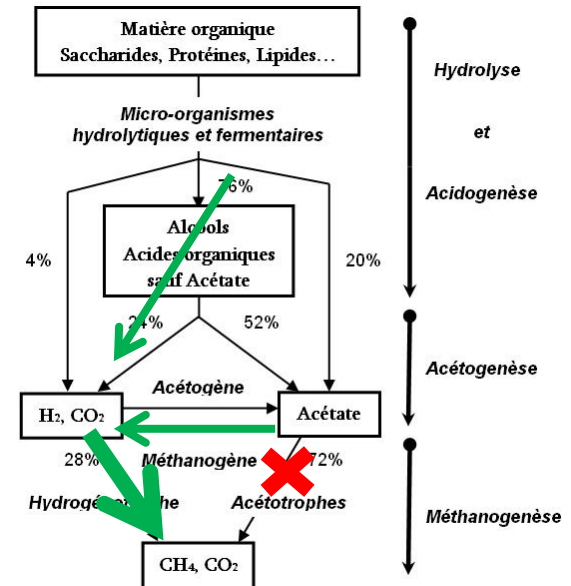 Matière organique
Saccharides, Protéines, Lipides…
Hydrolyse
et
Acidogenèse
Micro-organismes
hydrolytiques et fermentaires
76%
4%
20%
Alcools
Acides organiques
sauf Acétate
24%
52%
Acétogenèse
Acétogène
H₂, CO₂
Acétate
28%
Méthanogène
72%
Acétotrophes
Méthanogenèse
CH₄, CO₂